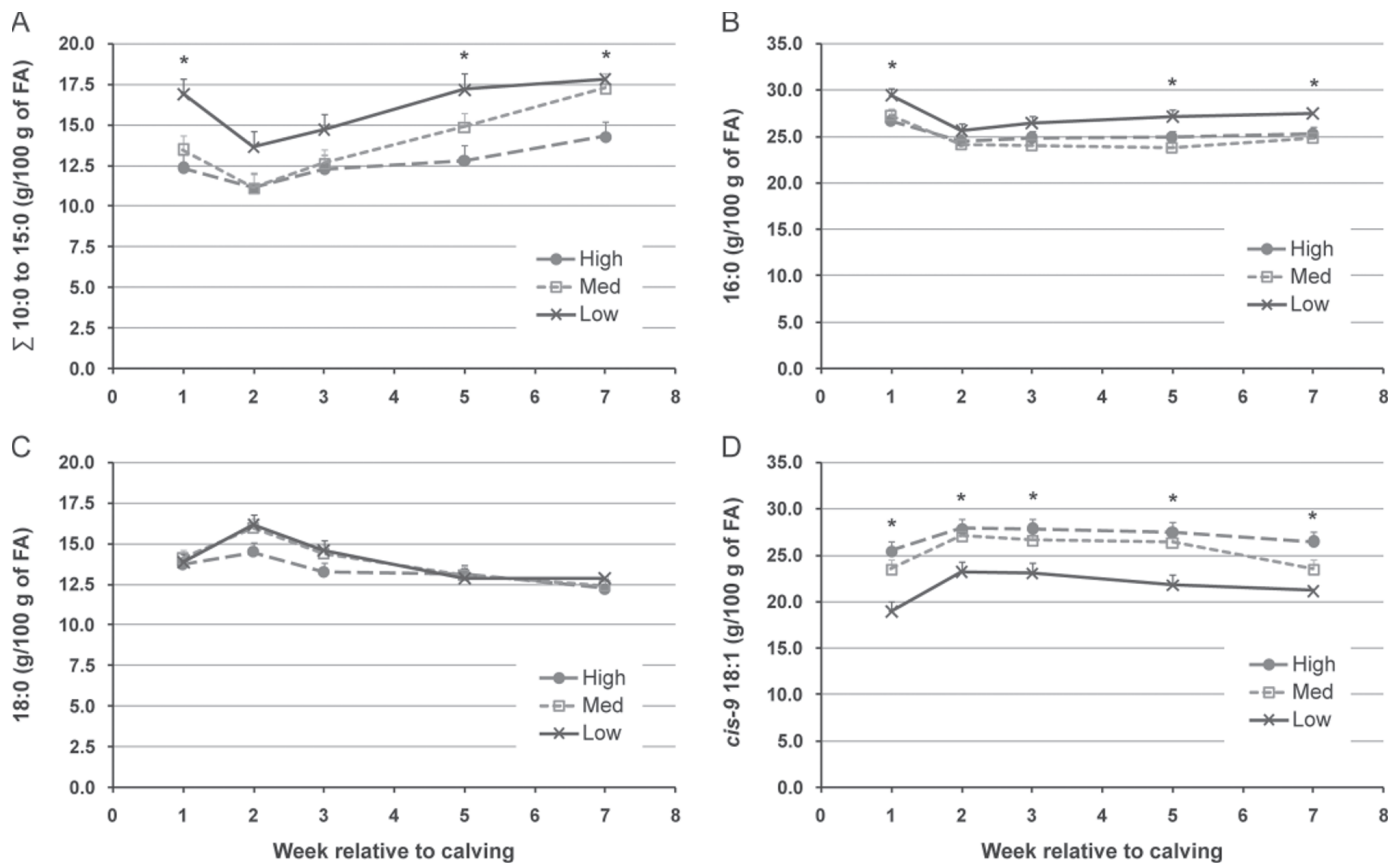 A
∑ 10:0 to 15:0 (g/100 g of FA)
20.0
17.5
15.0
12.5
10.0
7.5
5.0
2.5
0.0
* * *
High
Med
Low
0 1 2 3 4 5 6 7 8
B
16:0 (g/100 g of FA)
35.0
30.0
25.0
20.0
15.0
10.0
5.0
0.0
* * *
High
Med
Low
0 1 2 3 4 5 6 7 8
C
18:0 (g/100 g of FA)
20.0
17.5
15.0
12.5
10.0
7.5
5.0
2.5
0.0
High
Med
Low
0 1 2 3 4 5 6 7 8
Week relative to calving
D
cis-9 18:1 (g/100 g of FA)
35.0
30.0
25.0
20.0
15.0
10.0
5.0
0.0
* * * * *
High
Med
Low
0 1 2 3 4 5 6 7 8
Week relative to calving